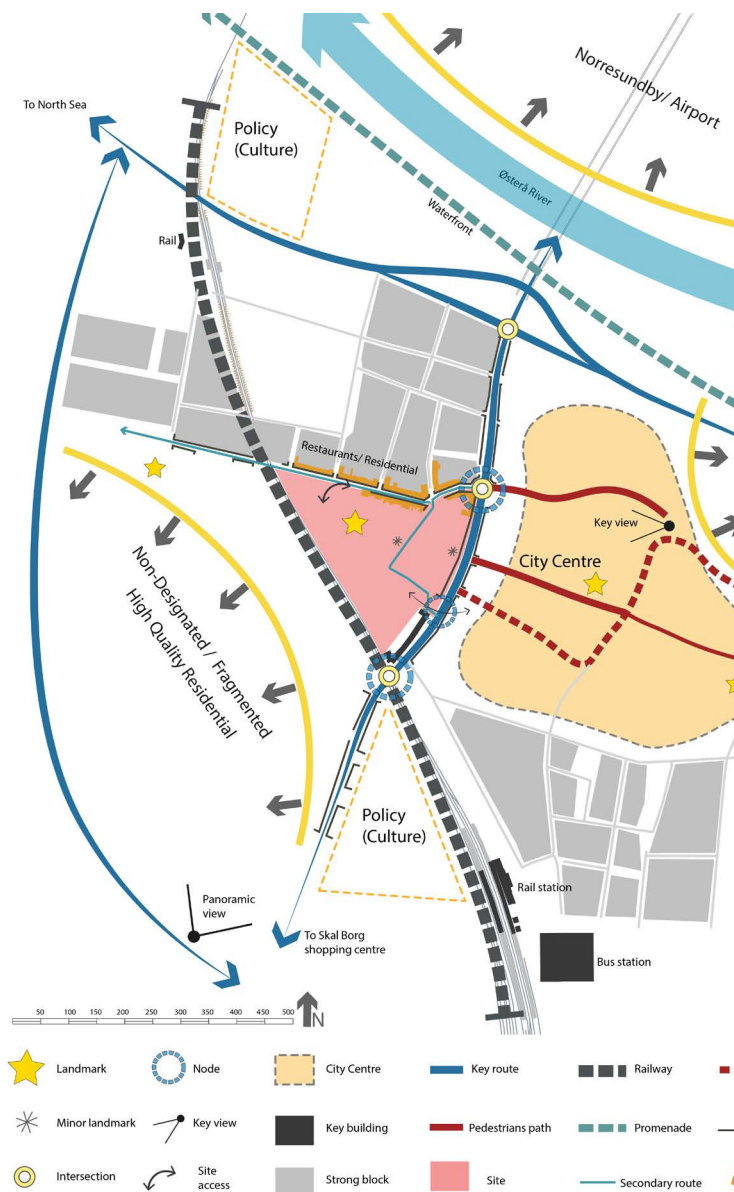 Norresundby/ Airport
To North Sea
Policy
(Culture)
Østerå River
Waterfront
Rail
Restaurants/ Residential
Key view
City Centre
Non-Designated / Fragmented
High Quality Residential
Policy
(Culture)
Panoramic
view
To Skal Borg
shopping centre
Rail station
Bus station
50 100 150 200 250 300 350 400 450 500
N
Landmark
Node
City Centre
Key route
Railway
Minor landmark
Key view
Key building
Pedestrians path
Promenade
Intersection
Site
access
Strong block
Site
Secondary route